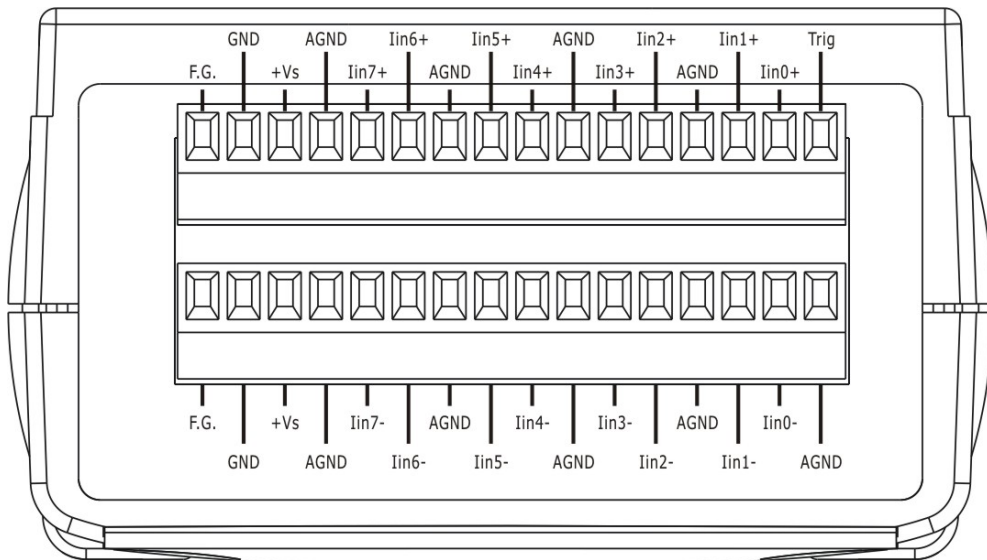 GND AGND Iin6+ Iin5+ AGND Iin2+ Iin1+ Trig
F.G. +Vs Iin7+ AGND Iin4+ Iin3+ AGND Iin0+
F.G. +Vs Iin7- AGND Iin4- Iin3- AGND Iin0-
GND AGND Iin6- Iin5- AGND Iin2- Iin1- AGND